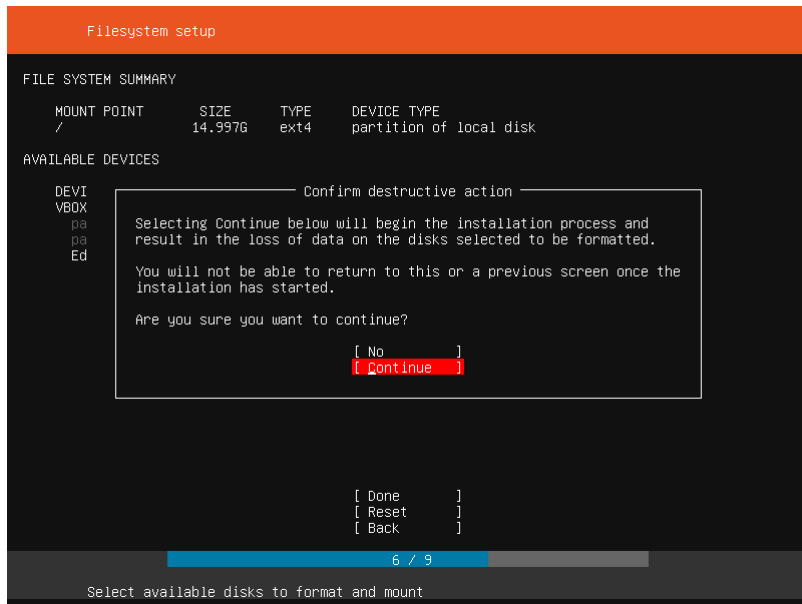 Filesystem setup
FILE SYSTEM SUMMARY
MOUNT POINT SIZE TYPE DEVICE TYPE
/ 14.997G ext4 partition of local disk
AVAILABLE DEVICES
DEVI
VBOX
pa
pa
Ed
Confirm destructive action
Selecting Continue below will begin the installation process and
result in the loss of data on the disks selected to be formatted.
You will not be able to return to this or a previous screen once the
installation has started.
Are you sure you want to continue?
[ No ]
[ Continue ]
[ Done ]
[ Reset ]
[ Back ]
6 / 9
Select available disks to format and mount